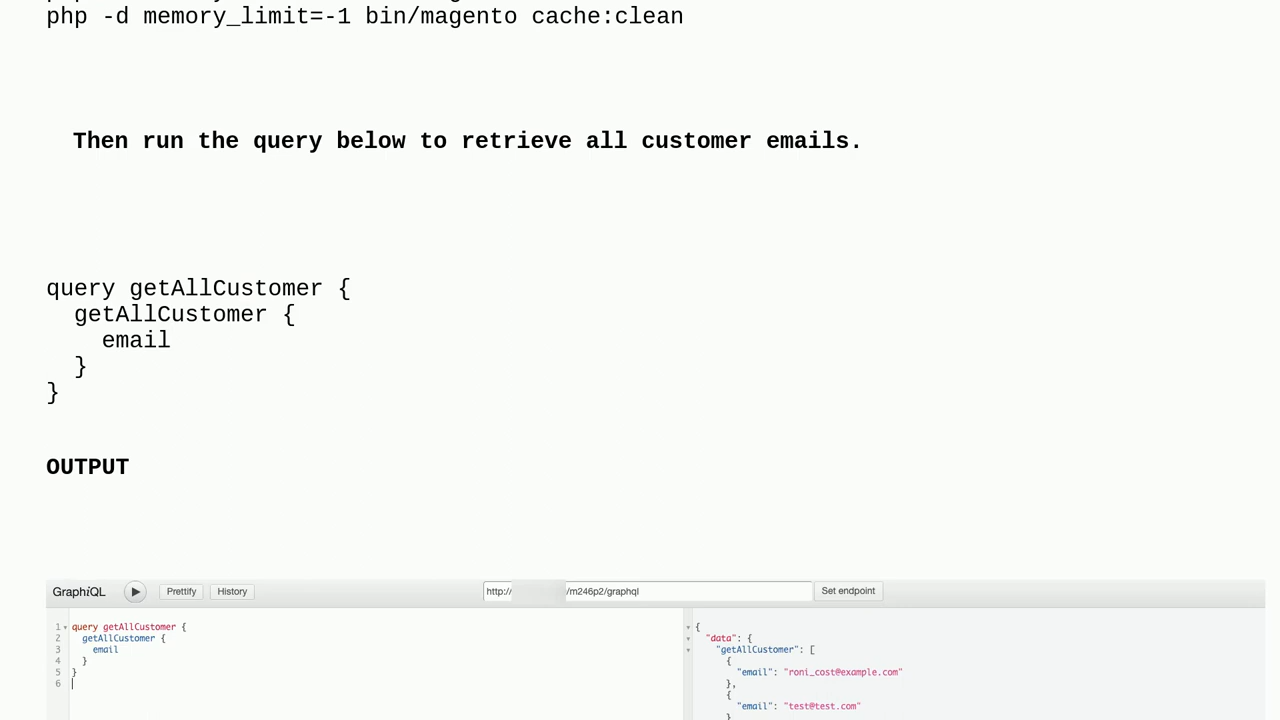 php -d memory_limit=-1 bin/magento cache:clean
Then run the query below to retrieve all customer emails.
query getAllCustomer {
  getAllCustomer {
    email
  }
}
OUTPUT
GraphiQL Prettify History http:// /m246p2/graphql Set endpoint
1 query getAllCustomer {
2   getAllCustomer {
3     email
4   }
5 }
6
{
  "data": {
    "getAllCustomer": [
      {
        "email": "roni_cost@example.com"
      },
      {
        "email": "test@test.com"
      }